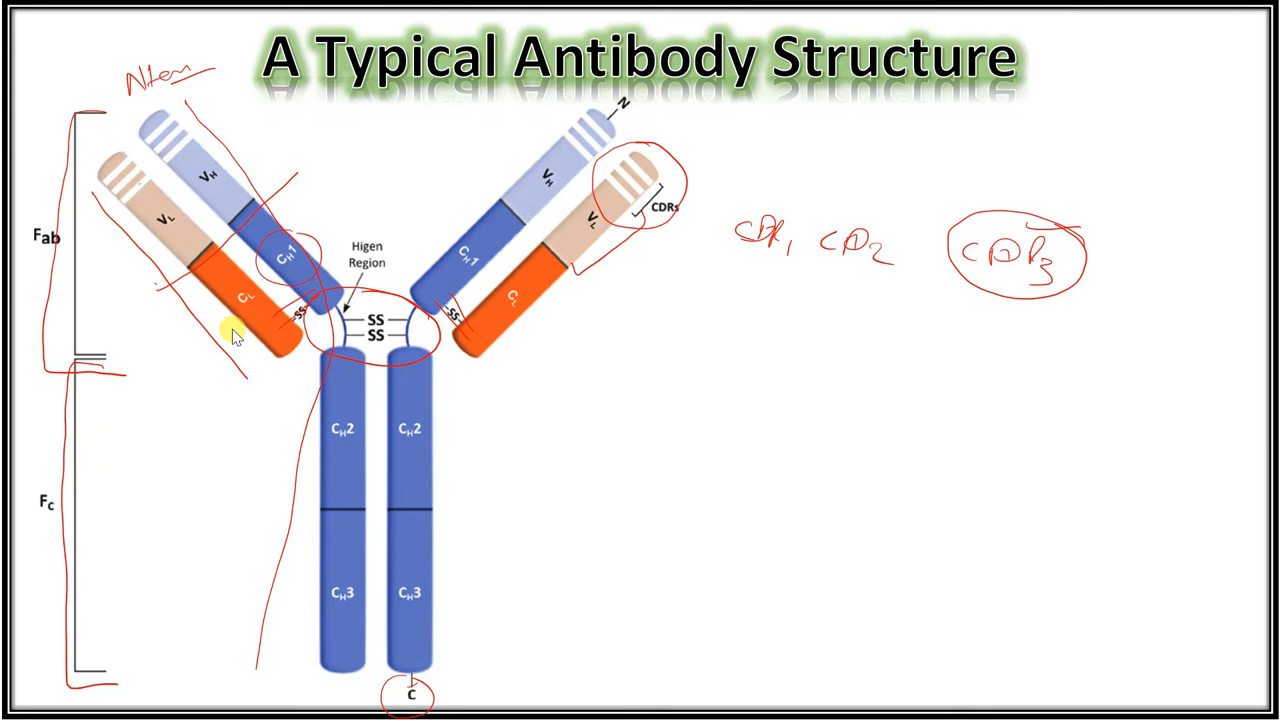 A Typical Antibody Structure
Nter
N
VH
VL
VH
VL
CDRs
CDR1 CD2 CDR3
Fab
CH1
CL
Higen
Region
CH1
CL
SS
SS
SS
SS
CH2
CH2
Fc
CH3
CH3
C